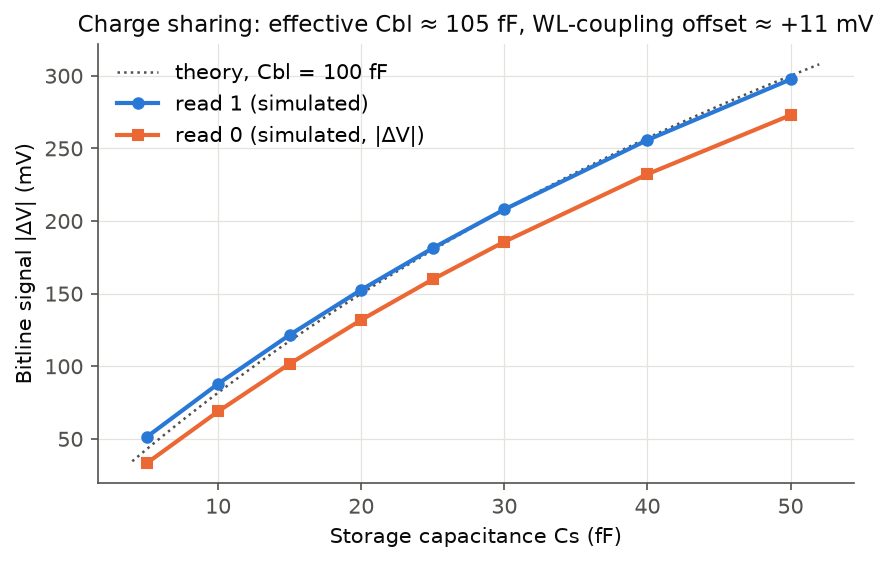 Charge sharing: effective Cbl ≈ 105 fF, WL-coupling offset ≈ +11 mV
theory, Cbl = 100 fF
read 1 (simulated)
read 0 (simulated, |ΔV|)
Bitline signal |ΔV| (mV)
300
250
200
150
100
50
10
20
30
40
50
Storage capacitance Cs (fF)